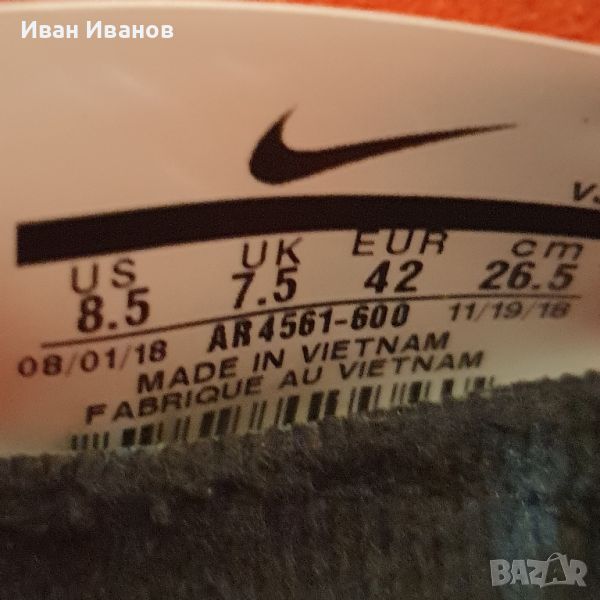 Иван Иванов
US UK EUR cm
8.5 7.5 42 26.5
08/01/18 AR4561-600 11/19/18
MADE IN VIETNAM
FABRIQUE AU VIETNAM
BAZAR